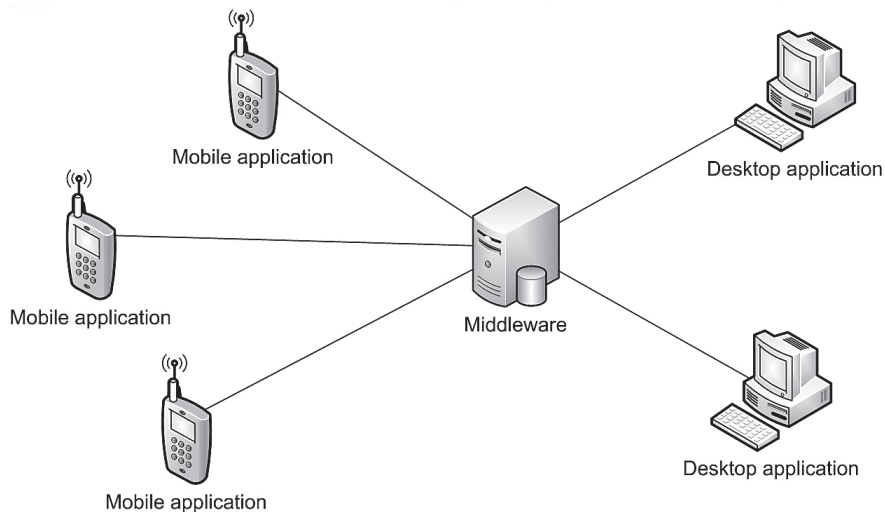 Mobile application
Desktop application
Mobile application
Middleware
Desktop application
Mobile application